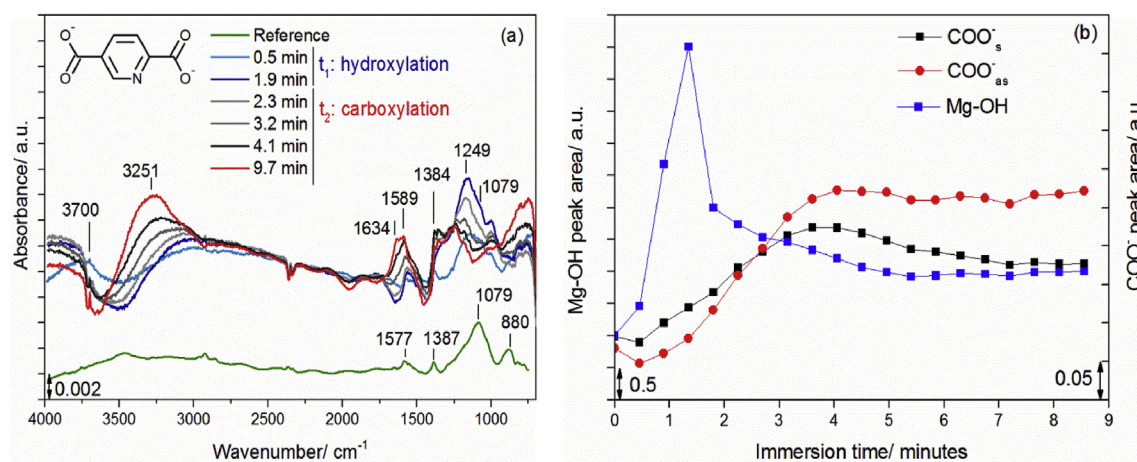 (a)
O⁻
O
N
O
O⁻
Reference
0.5 min
1.9 min
t₁: hydroxylation
2.3 min
3.2 min
4.1 min
9.7 min
t₂: carboxylation
3700
3251
1634
1589
1384
1249
1079
1577
1387
1079
880
0.002
Absorbance/ a.u.
4000 3500 3000 2500 2000 1500 1000
Wavenumber/ cm⁻¹
(b)
COO⁻s
COO⁻as
Mg-OH
Mg-OH peak area/ a.u.
COO⁻ peak area/ a.u.
0.5
0.05
0 1 2 3 4 5 6 7 8 9
Immersion time/ minutes